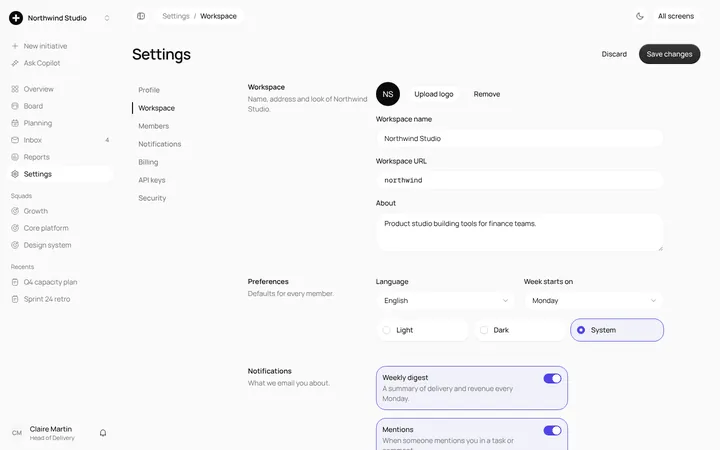 Northwind Studio
Settings / Workspace
All screens
New initiative
Ask Copilot
Overview
Board
Planning
Inbox 4
Reports
Settings
Squads
Growth
Core platform
Design system
Recents
Q4 capacity plan
Sprint 24 retro
CM
Claire Martin
Head of Delivery
Settings
Discard
Save changes
Profile
Workspace
Members
Notifications
Billing
API keys
Security
Workspace
Name, address and look of Northwind
Studio.
NS
Upload logo
Remove
Workspace name
Northwind Studio
Workspace URL
northwind
About
Product studio building tools for finance teams.
Preferences
Defaults for every member.
Language
English
Week starts on
Monday
Light
Dark
System
Notifications
What we email you about.
Weekly digest
A summary of delivery and revenue every
Monday.
Mentions
When someone mentions you in a task or